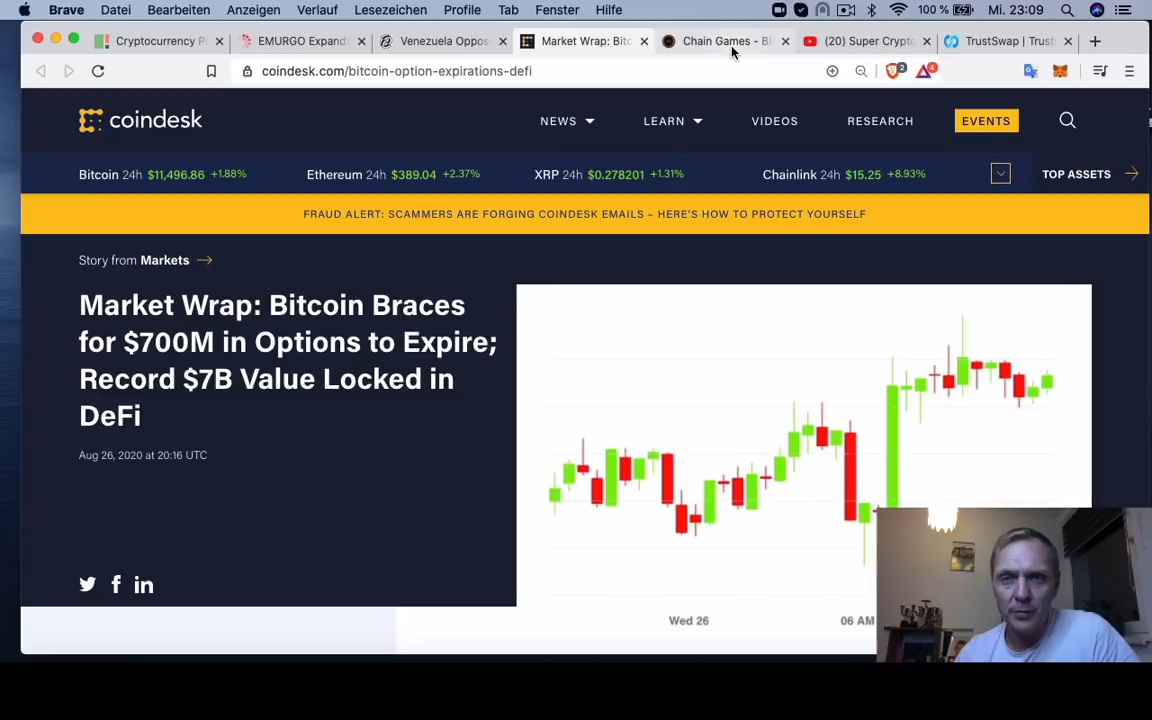 Brave Datei Bearbeiten Anzeigen Verlauf Lesezeichen Profile Tab Fenster Hilfe 100 % Mi. 23:09
Cryptocurrency P
EMURGO Expand
Venezuela Oppos
Market Wrap: Bitc
Chain Games - Bl
(20) Super Crypto
TrustSwap | Trust
coindesk.com/bitcoin-option-expirations-defi
2
4
coindesk
NEWS LEARN VIDEOS RESEARCH EVENTS
Bitcoin 24h $11,496.86 +1.88% Ethereum 24h $389.04 +2.37% XRP 24h $0.278201 +1.31% Chainlink 24h $15.25 +8.93% TOP ASSETS
FRAUD ALERT: SCAMMERS ARE FORGING COINDESK EMAILS – HERE'S HOW TO PROTECT YOURSELF
Story from Markets
Market Wrap: Bitcoin Braces
for $700M in Options to Expire;
Record $7B Value Locked in
DeFi
Aug 26, 2020 at 20:16 UTC
Wed 26
06 AM